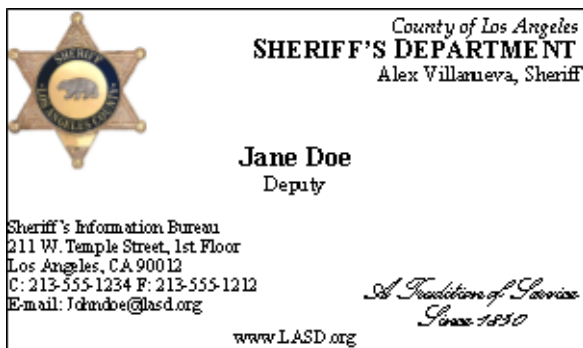 County of Los Angeles
SHERIFF'S DEPARTMENT
Alex Villanueva, Sheriff
SHERIFF
LOS ANGELES COUNTY
Jane Doe
Deputy
Sheriff's Information Bureau
211 W. Temple Street, 1st Floor
Los Angeles, CA 90012
C: 213-555-1234 F: 213-555-1212
E-mail: Johndoe@lasd.org
A Tradition of Service
Since 1850
www.LASD.org